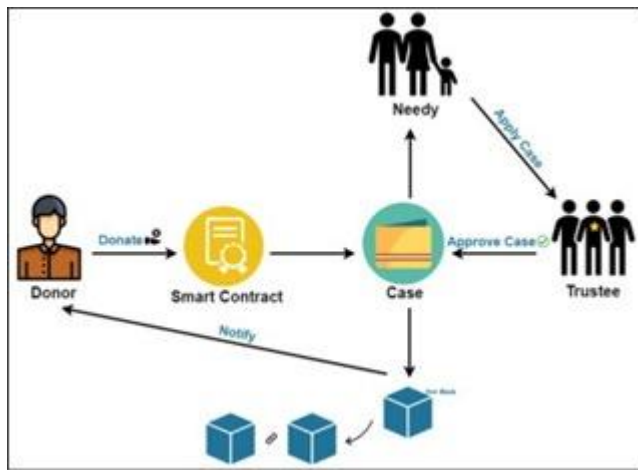 Needy
Apply Case
Donate
Approve Case
Donor
Smart Contract
Case
Trustee
Notify